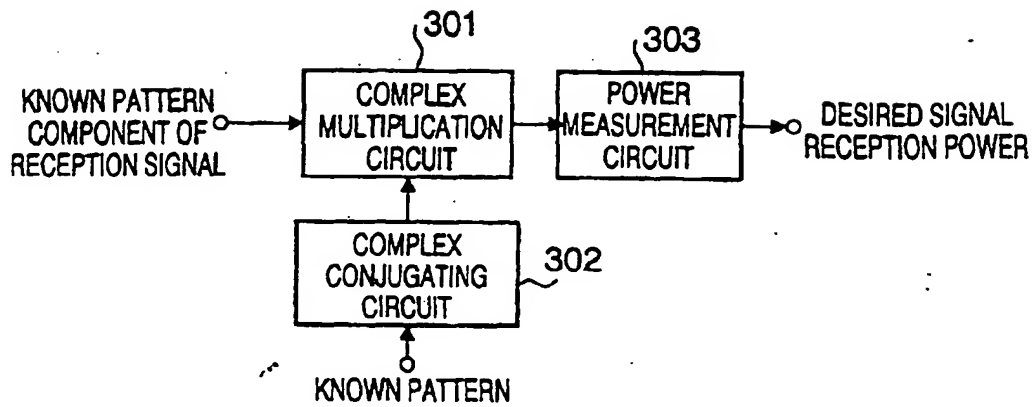 301
303
KNOWN PATTERN
COMPONENT OF
RECEPTION SIGNAL
COMPLEX
MULTIPLICATION
CIRCUIT
POWER
MEASUREMENT
CIRCUIT
DESIRED SIGNAL
RECEPTION POWER
COMPLEX
CONJUGATING
CIRCUIT
302
KNOWN PATTERN